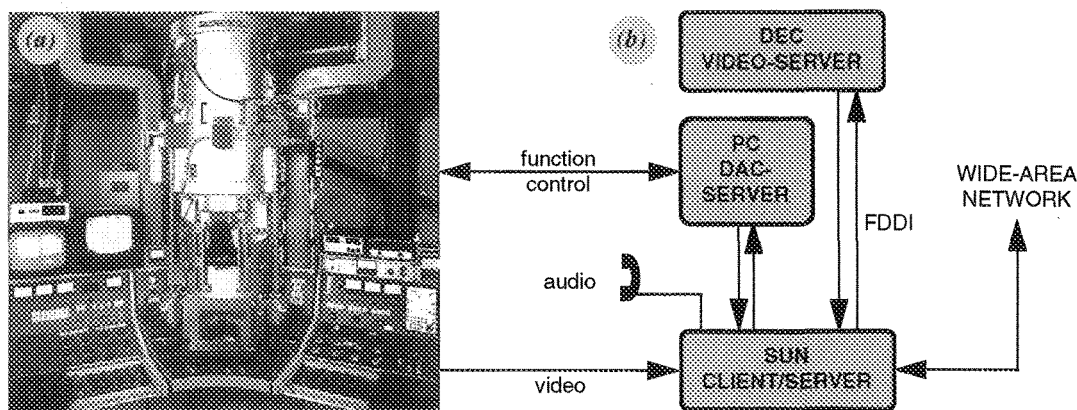 (a)
(b)
DEC
VIDEO-SERVER
PC
DAC-
SERVER
function
control
WIDE-AREA
NETWORK
FDDI
audio
SUN
CLIENT/SERVER
video